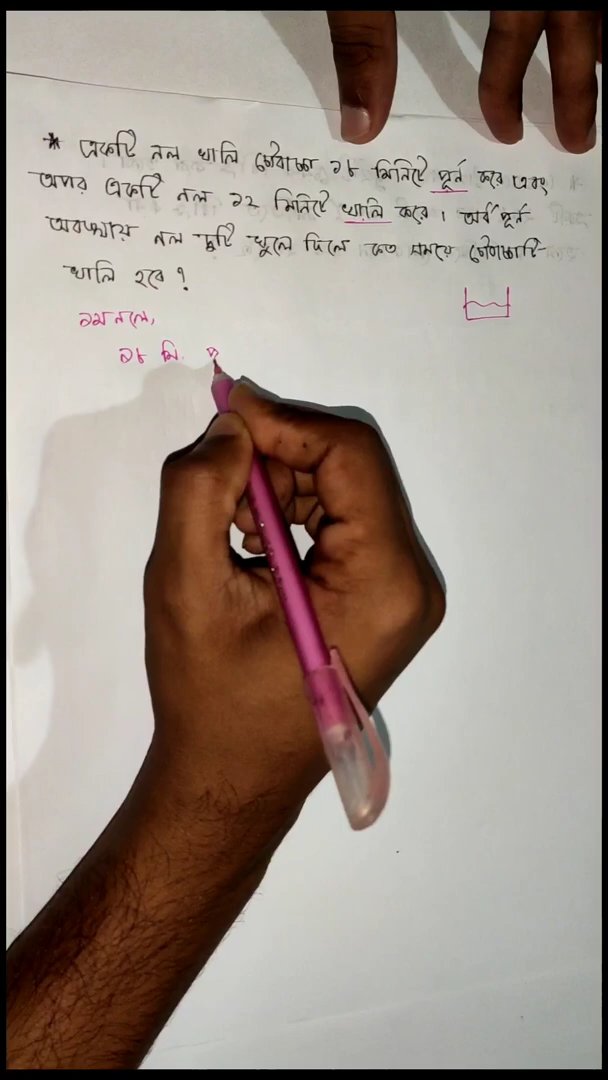 * একটি নল খালি চৌবাচ্চা ১৮ মিনিটে পূর্ন করে এবং
অপর একটি নল ১২ মিনিটে খালি করে। অর্ধ পূর্ন
অবস্থায় নল দুটি খুলে দিলে কত সময়ে চৌবাচ্চাটি
খালি হবে?
১ম নলে,
১৮ মি. প